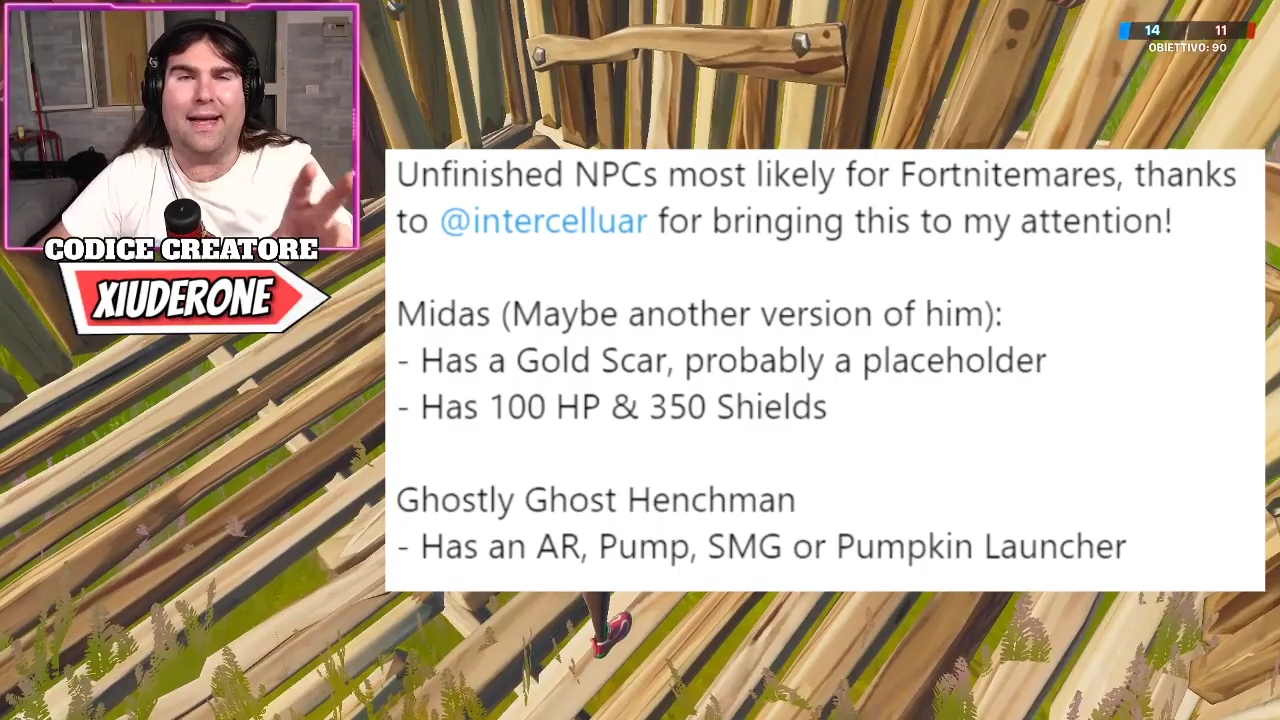 14 11
OBIETTIVO: 90
CODICE CREATORE
XIUDERONE
Unfinished NPCs most likely for Fortnitemares, thanks
to @intercelluar for bringing this to my attention!
Midas (Maybe another version of him):
- Has a Gold Scar, probably a placeholder
- Has 100 HP & 350 Shields
Ghostly Ghost Henchman
- Has an AR, Pump, SMG or Pumpkin Launcher